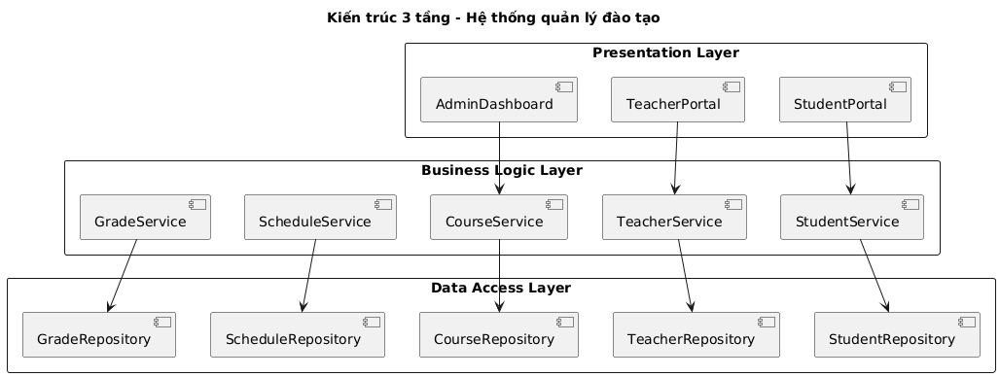 Kiến trúc 3 tầng - Hệ thống quản lý đào tạo
Presentation Layer
AdminDashboard
TeacherPortal
StudentPortal
Business Logic Layer
GradeService
ScheduleService
CourseService
TeacherService
StudentService
Data Access Layer
GradeRepository
ScheduleRepository
CourseRepository
TeacherRepository
StudentRepository